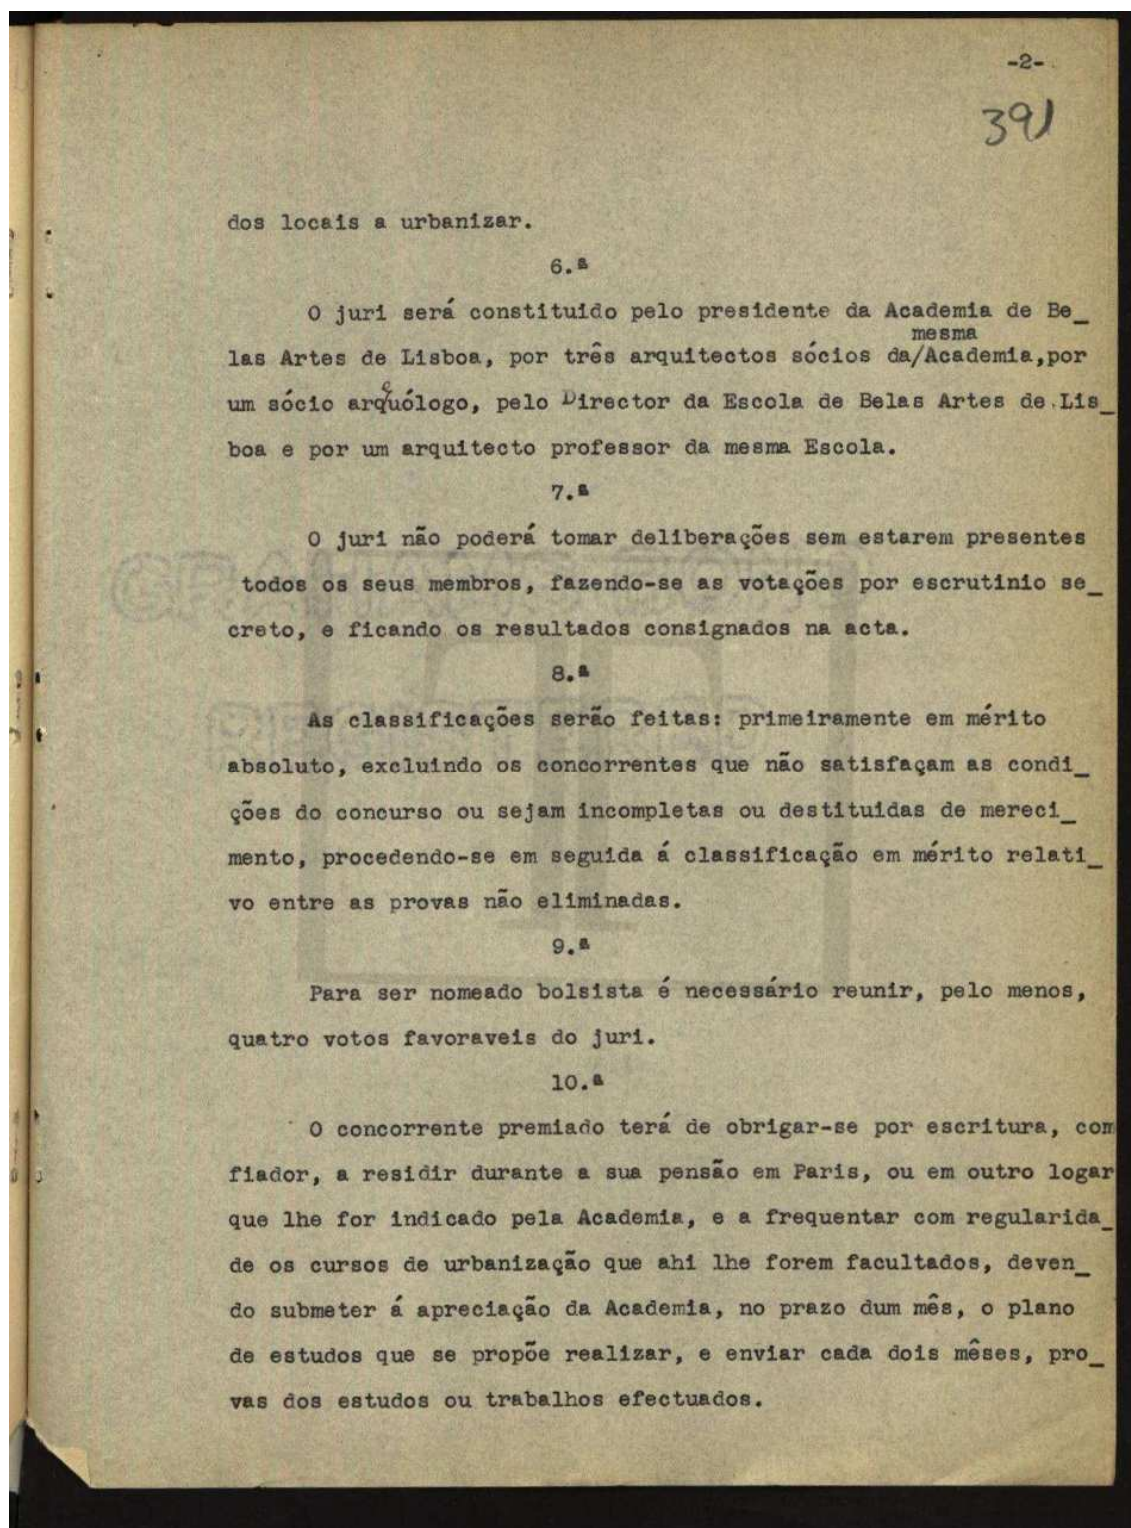 -2-
391
dos locais a urbanizar.
6.ª
O juri será constituido pelo presidente da Academia de Be_
mesma
las Artes de Lisboa, por três arquitectos sócios da/Academia,por
um sócio arqueólogo, pelo Director da Escola de Belas Artes de Lis_
boa e por um arquitecto professor da mesma Escola.
7.ª
O juri não poderá tomar deliberações sem estarem presentes
todos os seus membros, fazendo-se as votações por escrutinio se_
creto, e ficando os resultados consignados na acta.
8.ª
As classificações serão feitas: primeiramente em mérito
absoluto, excluindo os concorrentes que não satisfaçam as condi_
ções do concurso ou sejam incompletas ou destituidas de mereci_
mento, procedendo-se em seguida á classificação em mérito relati_
vo entre as provas não eliminadas.
9.ª
Para ser nomeado bolsista é necessário reunir, pelo menos,
quatro votos favoraveis do juri.
10.ª
O concorrente premiado terá de obrigar-se por escritura, com
fiador, a residir durante a sua pensão em Paris, ou em outro logar
que lhe for indicado pela Academia, e a frequentar com regularida_
de os cursos de urbanização que ahi lhe forem facultados, deven_
do submeter á apreciação da Academia, no prazo dum mês, o plano
de estudos que se propõe realizar, e enviar cada dois mêses, pro_
vas dos estudos ou trabalhos efectuados.